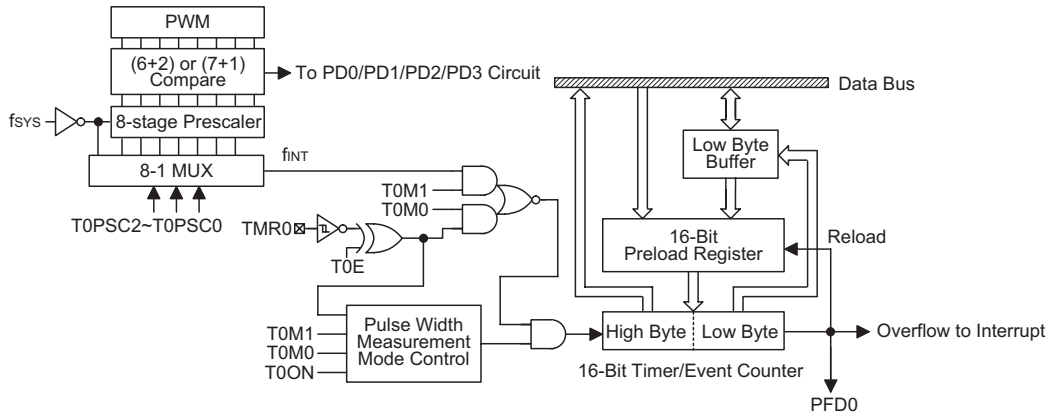 PWM
(6+2) or (7+1)
Compare
To PD0/PD1/PD2/PD3 Circuit
fSYS
8-stage Prescaler
8-1 MUX
fINT
T0PSC2~T0PSC0
T0M1
T0M0
TMR0
T0E
T0M1
T0M0
T0ON
Pulse Width
Measurement
Mode Control
Data Bus
Low Byte
Buffer
16-Bit
Preload Register
Reload
High Byte
Low Byte
Overflow to Interrupt
16-Bit Timer/Event Counter
PFD0